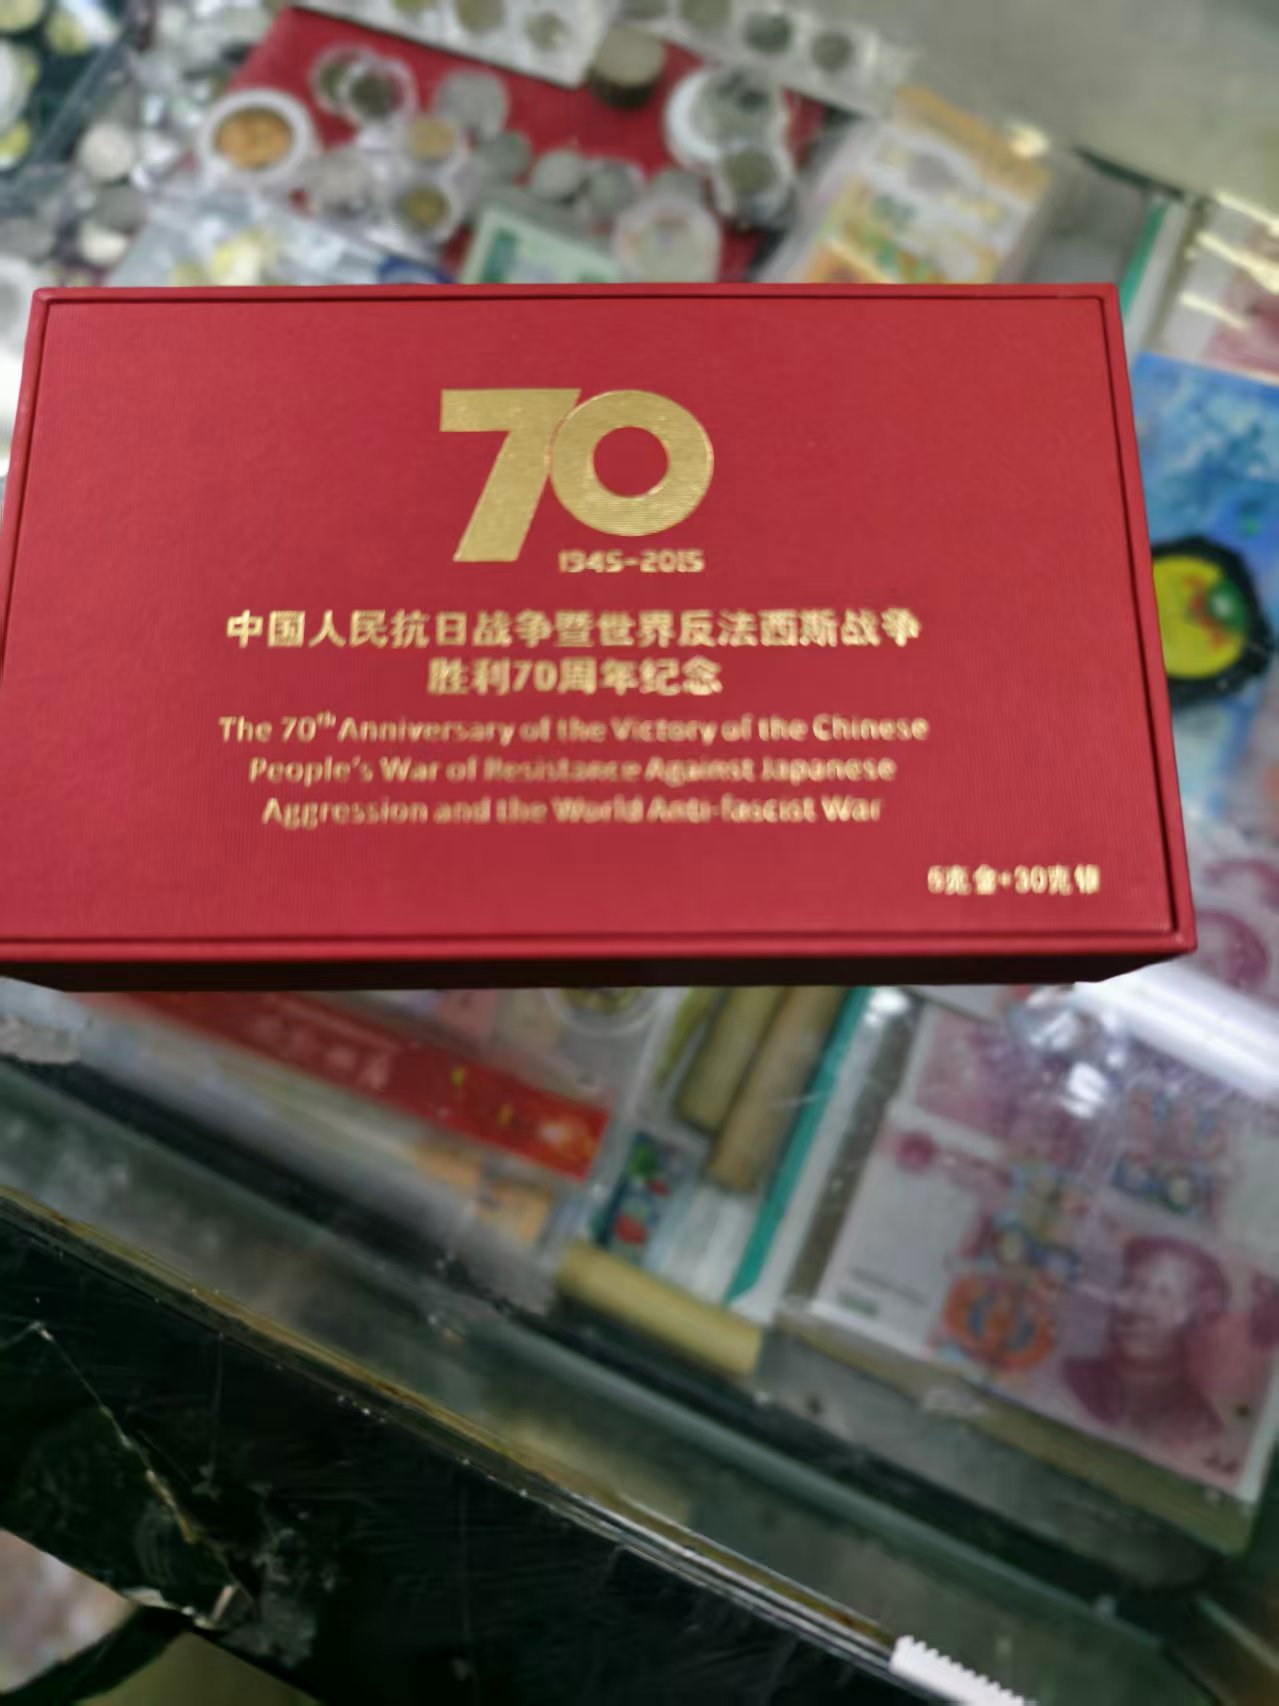 70
1945-2015
中国人民抗日战争暨世界反法西斯战争
胜利70周年纪念
The 70th Anniversary of the Victory of the Chinese
People's War of Resistance Against Japanese
Aggression and the World Anti-fascist War
5克金+30克银